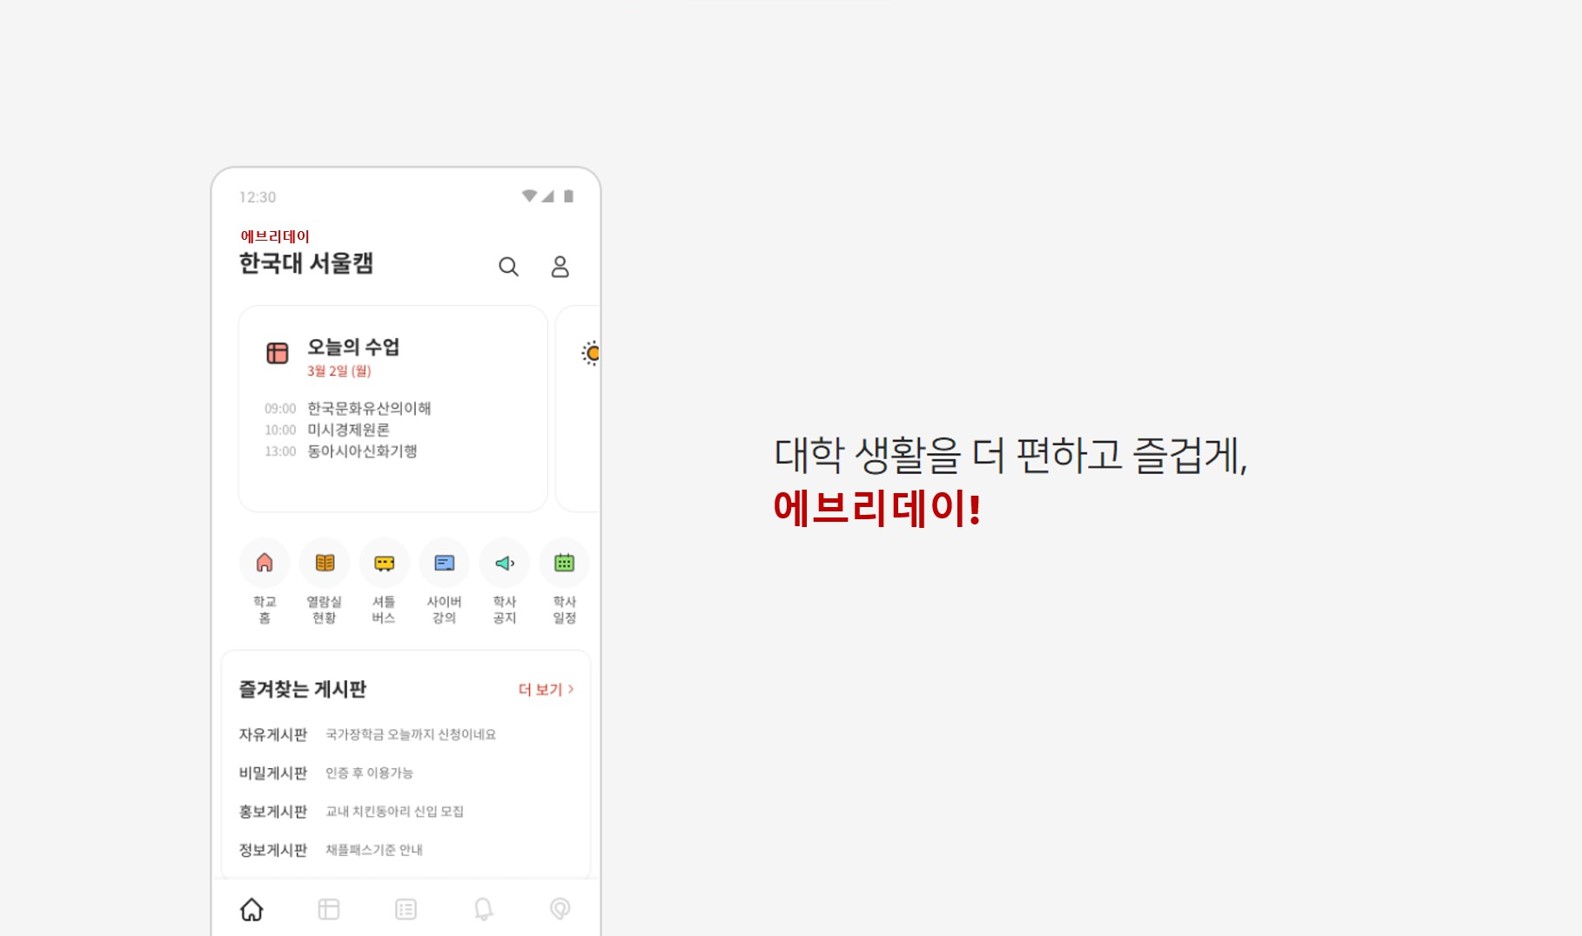 12:30
에브리데이
한국대 서울캠
오늘의 수업
3월 2일 (월)
09:00 한국문화유산의이해
10:00 미시경제원론
13:00 동아시아신화기행
학교 홈
열람실 현황
셔틀 버스
사이버 강의
학사 공지
학사 일정
즐겨찾는 게시판 더 보기 >
자유게시판 국가장학금 오늘까지 신청이네요
비밀게시판 인증 후 이용가능
홍보게시판 교내 치킨동아리 신입 모집
정보게시판 채플패스기준 안내
대학 생활을 더 편하고 즐겁게,
에브리데이!